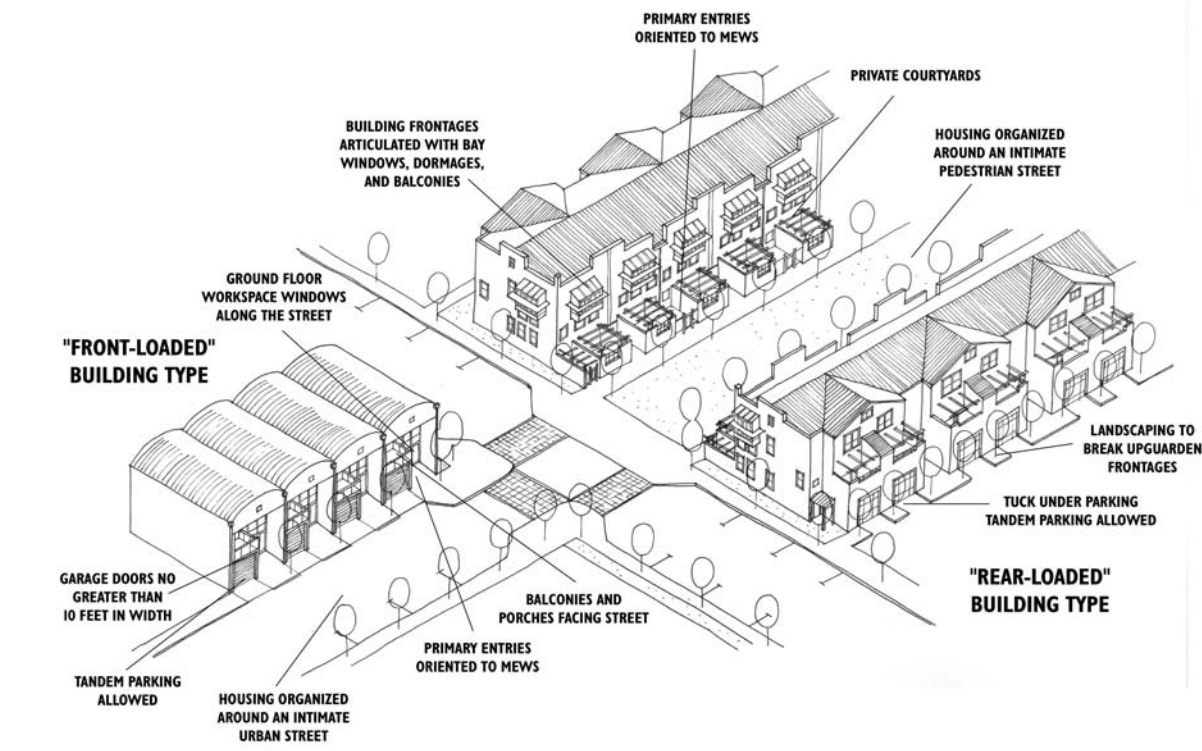 PRIMARY ENTRIES
ORIENTED TO MEWS
PRIVATE COURTYARDS
BUILDING FRONTAGES
ARTICULATED WITH BAY
WINDOWS, DORMAGES,
AND BALCONIES
HOUSING ORGANIZED
AROUND AN INTIMATE
PEDESTRIAN STREET
GROUND FLOOR
WORKSPACE WINDOWS
ALONG THE STREET
"FRONT-LOADED"
BUILDING TYPE
LANDSCAPING TO
BREAK UPGUARDEN
FRONTAGES
TUCK UNDER PARKING
TANDEM PARKING ALLOWED
"REAR-LOADED"
BUILDING TYPE
GARAGE DOORS NO
GREATER THAN
10 FEET IN WIDTH
BALCONIES AND
PORCHES FACING STREET
PRIMARY ENTRIES
ORIENTED TO MEWS
TANDEM PARKING
ALLOWED
HOUSING ORGANIZED
AROUND AN INTIMATE
URBAN STREET